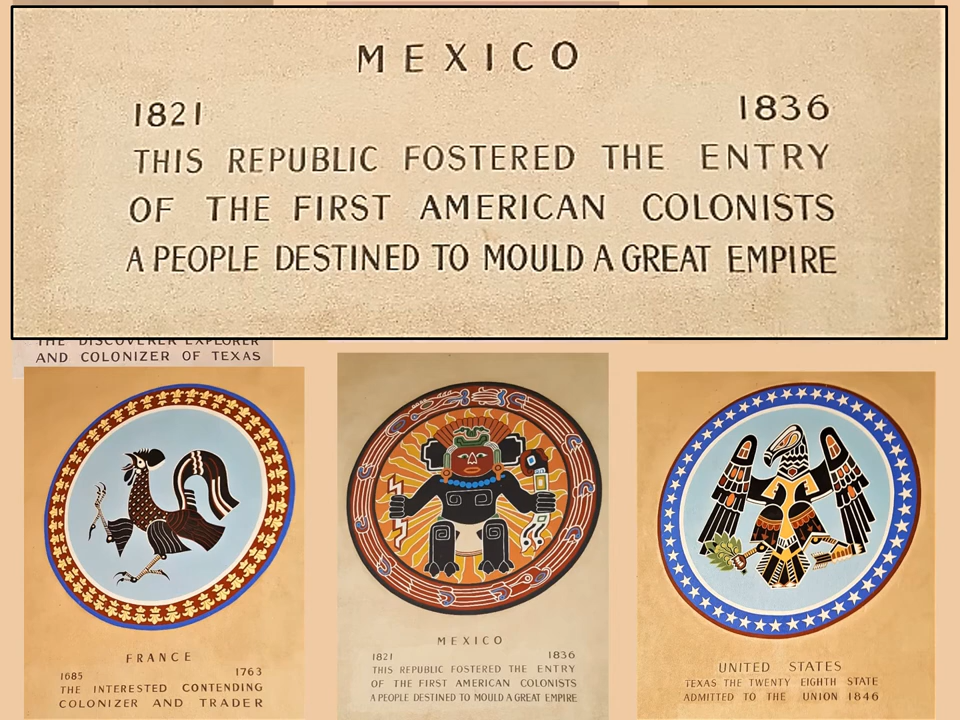 MEXICO
1821 1836
THIS REPUBLIC FOSTERED THE ENTRY
OF THE FIRST AMERICAN COLONISTS
A PEOPLE DESTINED TO MOULD A GREAT EMPIRE
THE DISCOVERER EXPLORER
AND COLONIZER OF TEXAS
FRANCE
1685 1763
THE INTERESTED CONTENDING
COLONIZER AND TRADER
MEXICO
1821 1836
THIS REPUBLIC FOSTERED THE ENTRY
OF THE FIRST AMERICAN COLONISTS
A PEOPLE DESTINED TO MOULD A GREAT EMPIRE
UNITED STATES
TEXAS THE TWENTY EIGHTH STATE
ADMITTED TO THE UNION 1846